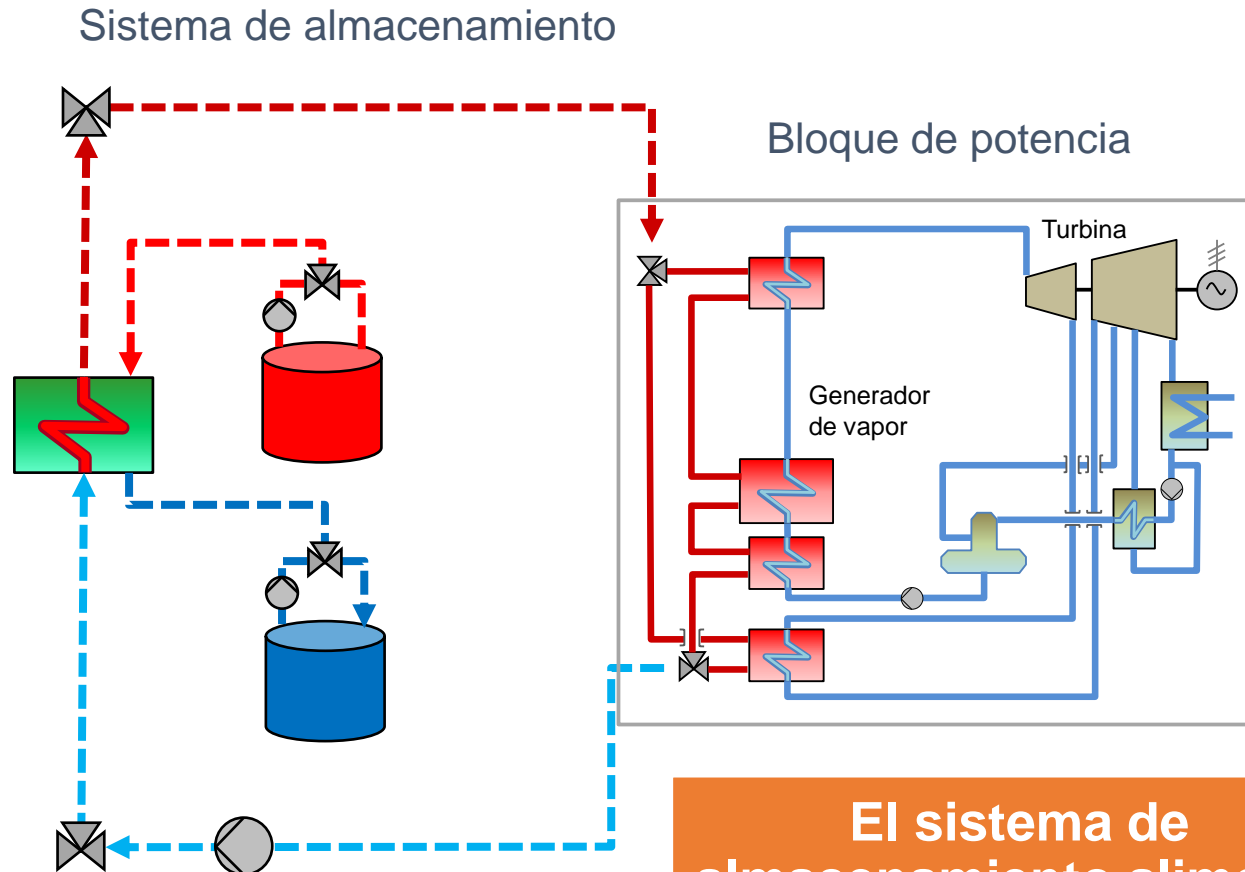 Sistema de almacenamiento
Bloque de potencia
Turbina
Generador
de vapor
El sistema de